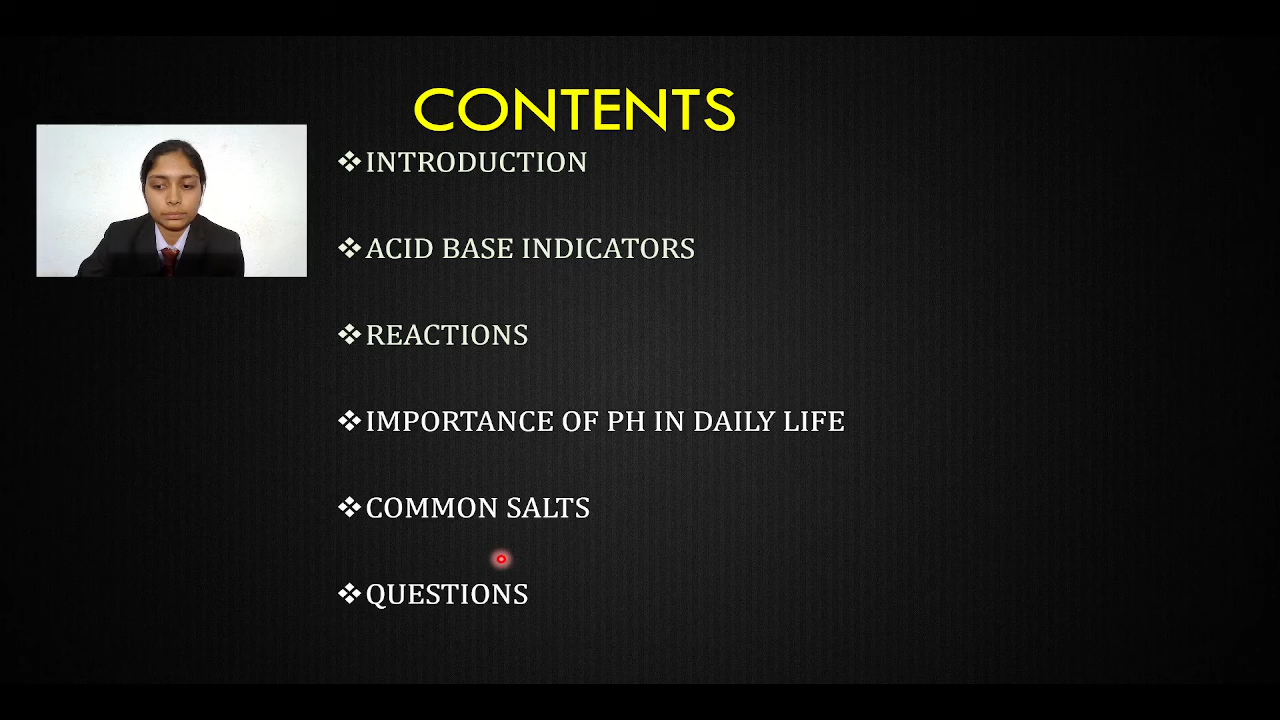 CONTENTS
❖INTRODUCTION
❖ACID BASE INDICATORS
❖REACTIONS
❖IMPORTANCE OF PH IN DAILY LIFE
❖COMMON SALTS
❖QUESTIONS